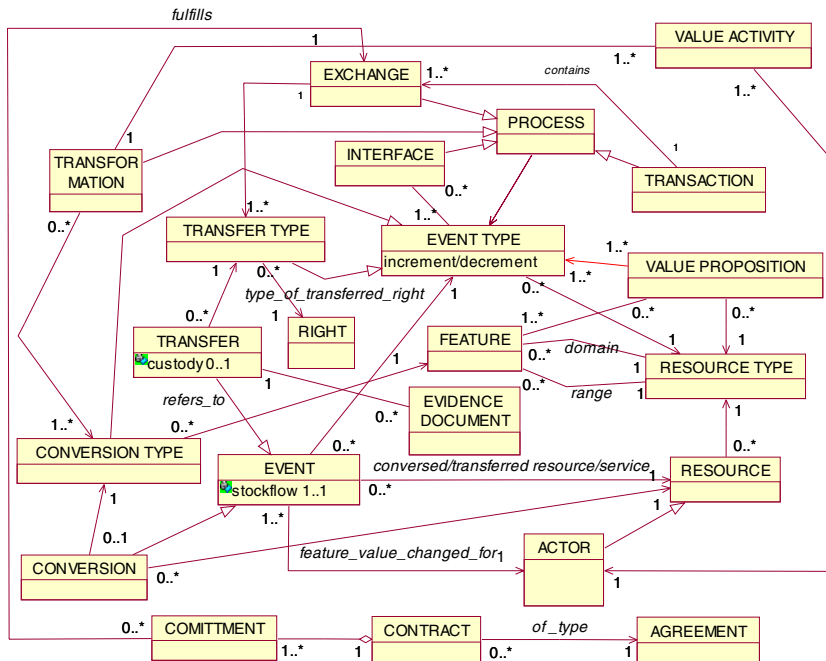 fulfills
1
VALUE ACTIVITY
1..*
EXCHANGE
1..*
contains
1..*
1
PROCESS
1
1
TRANSFOR
MATION
INTERFACE
TRANSACTION
0..*
0..*
1..*
1..*
TRANSFER TYPE
EVENT TYPE
increment/decrement
1..*
VALUE PROPOSITION
1
0..*
1..*
0..*
type_of_transferred_right
1
0..*
1
RIGHT
1..*
0..*
0..*
TRANSFER
custody 0..1
FEATURE
domain
1
1
0..*
1
RESOURCE TYPE
1
refers_to
1
0..*
range
1
1
EVIDENCE
DOCUMENT
0..*
1..*
0..*
CONVERSION TYPE
0..*
0..*
EVENT
conversed/transferred resource/service
1
RESOURCE
stockflow 1..1
0..*
1
1..*
1
0..1
ACTOR
feature_value_changed_for
1
CONVERSION
0..*
1
0..*
COMITTMENT
CONTRACT
of_type
AGREEMENT
1..*
1
0..*
1